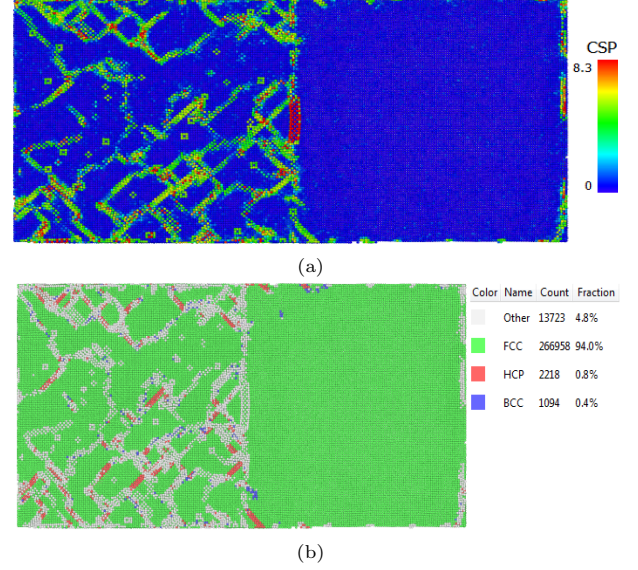 CSP
8.3
0
(a)
Color Name Count Fraction
Other 13723 4.8%
FCC 266958 94.0%
HCP 2218 0.8%
BCC 1094 0.4%
(b)